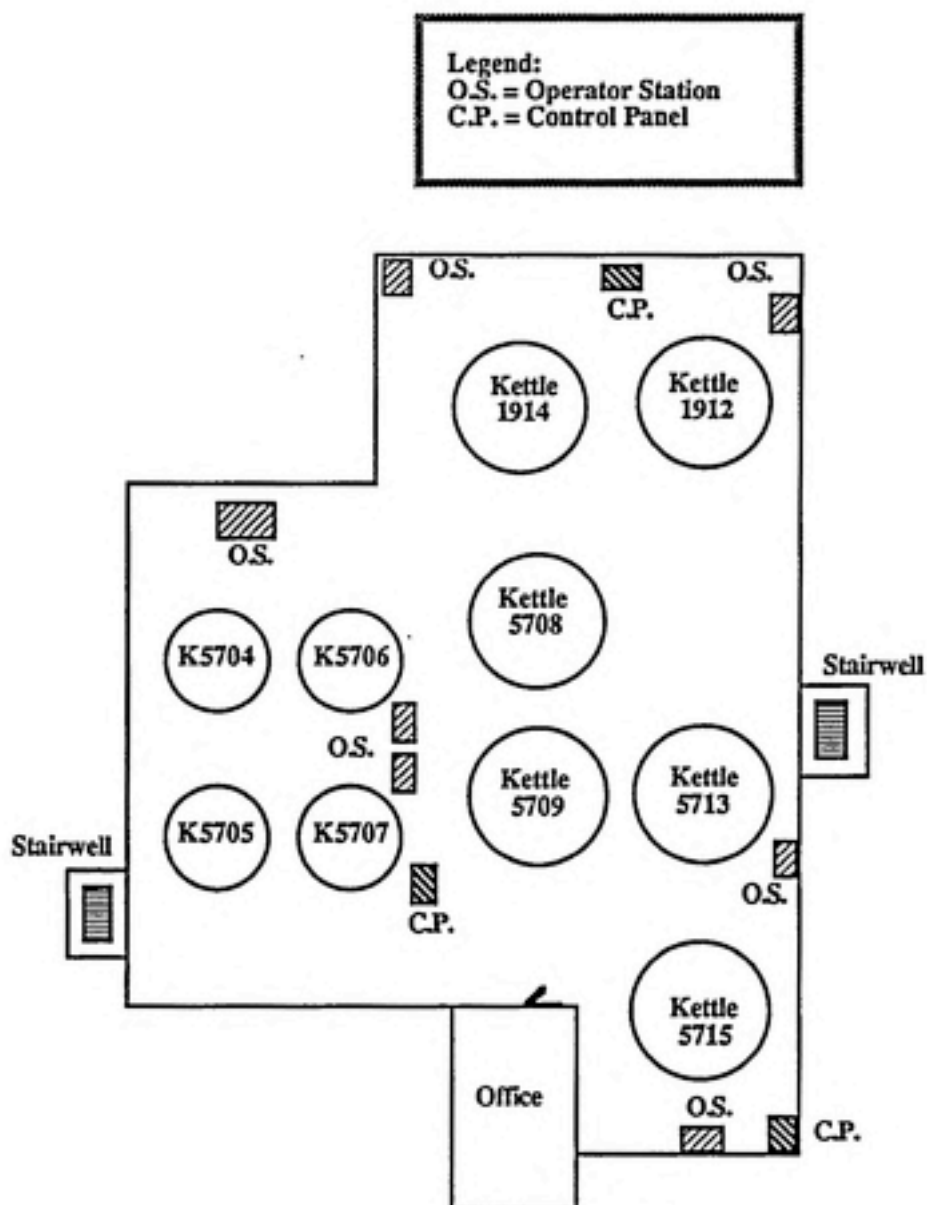 Legend:
O.S. = Operator Station
C.P. = Control Panel
O.S.
C.P.
O.S.
Kettle
1914
Kettle
1912
O.S.
Kettle
5708
K5704
K5706
Stairwell
O.S.
Kettle
5709
Kettle
5713
K5705
K5707
Stairwell
O.S.
C.P.
Kettle
5715
Office
O.S.
C.P.